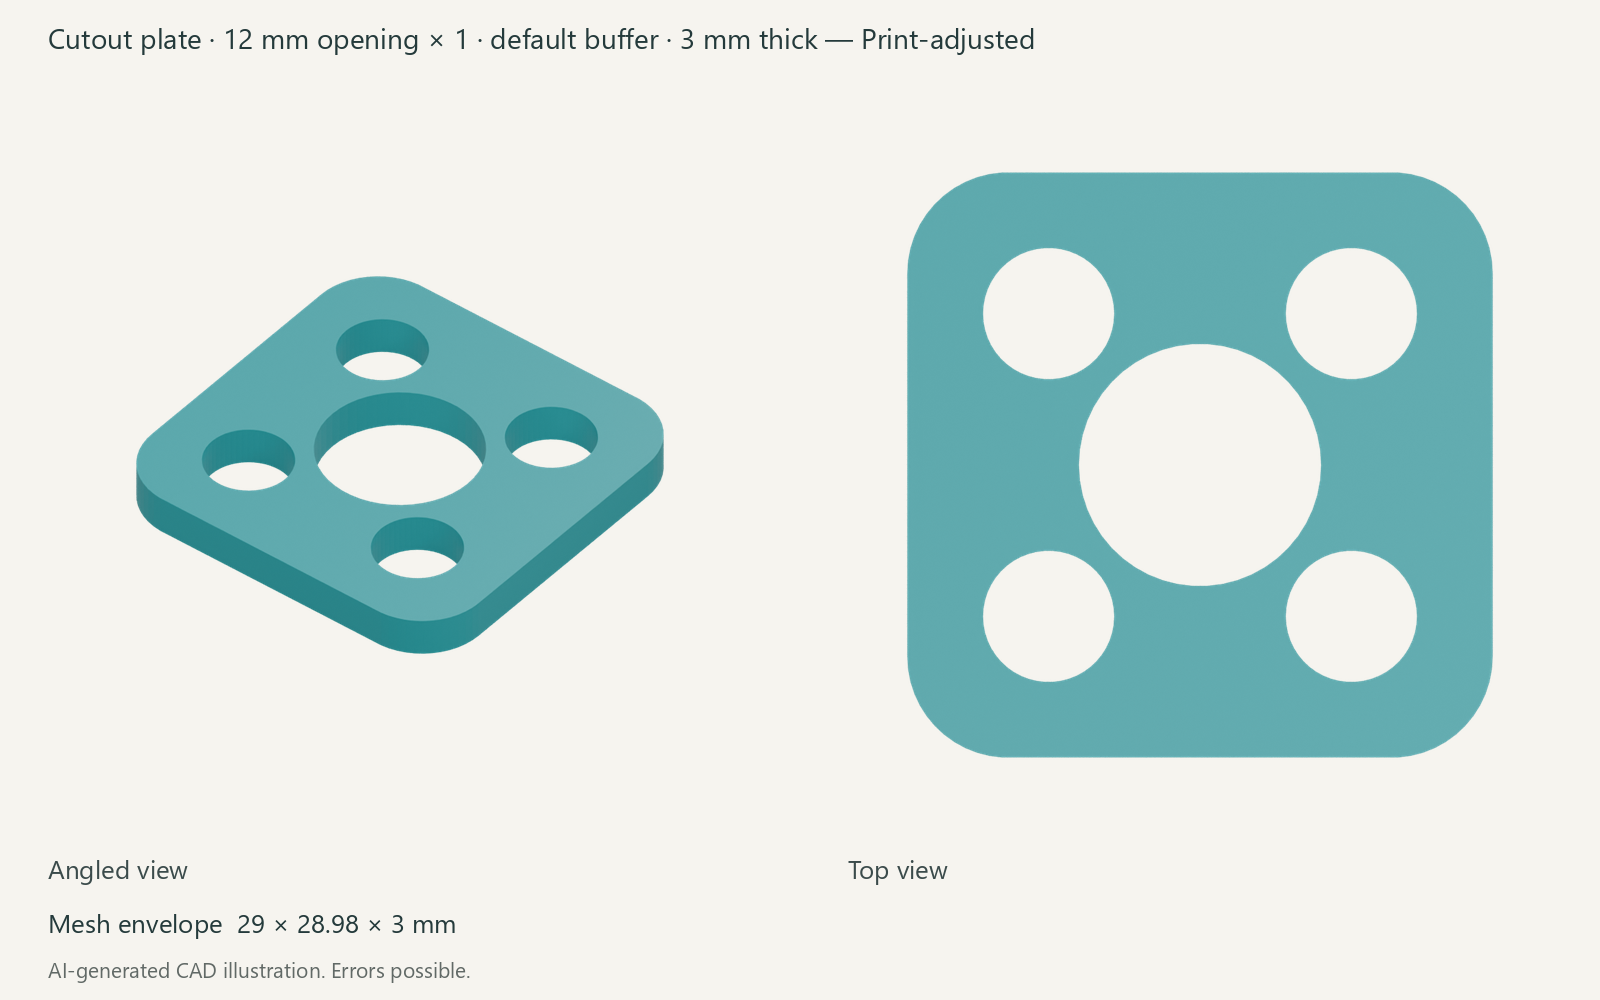 Cutout plate · 12 mm opening × 1 · default buffer · 3 mm thick — Print-adjusted
Angled view
Top view
Mesh envelope 29 × 28.98 × 3 mm
AI-generated CAD illustration. Errors possible.